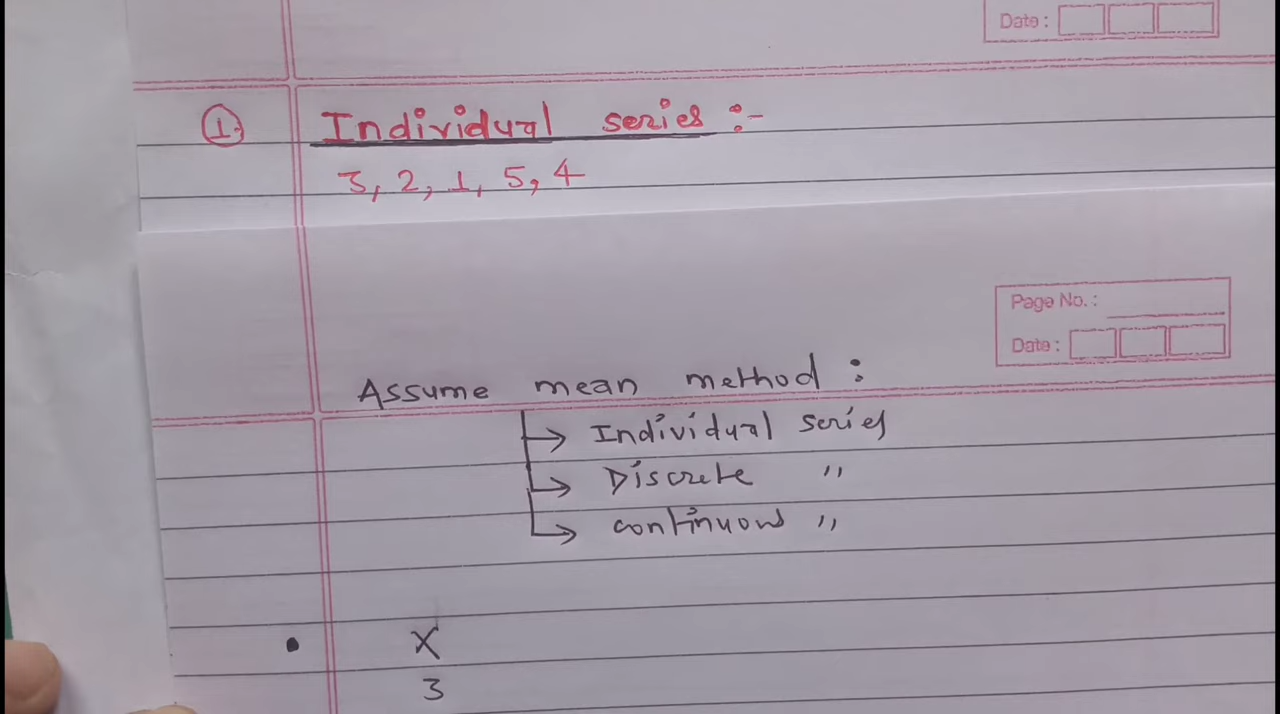 Date :
① Individual series :-
3, 2, 1, 5, 4
Page No. :
Date :
Assume mean method :
→ Individual series
→ Discrete "
→ continuous "
• X
3